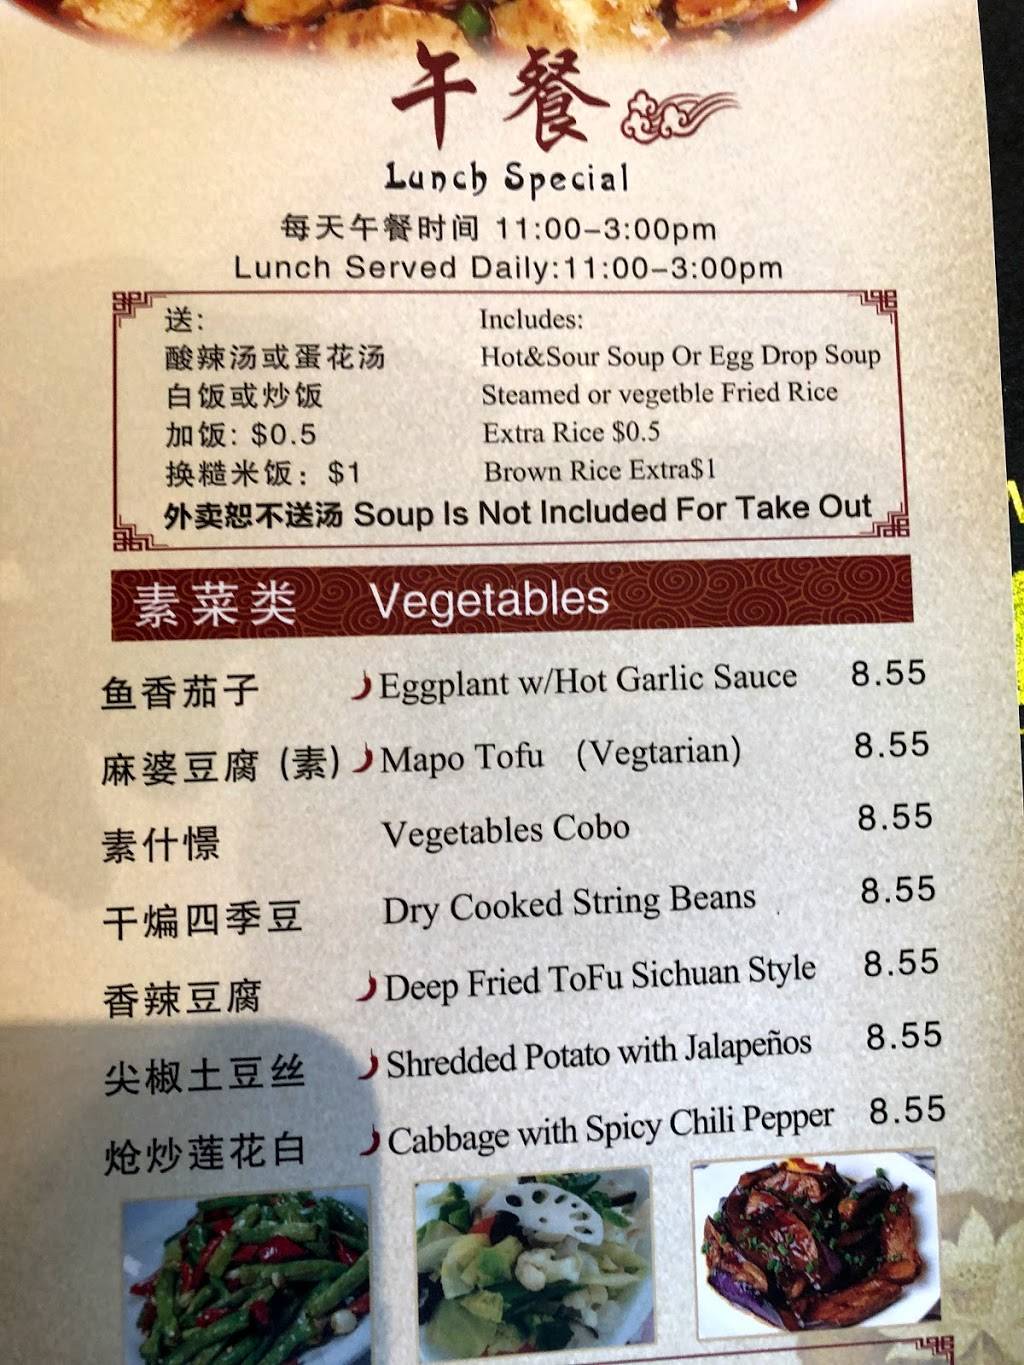 午餐
Lunch Special
每天午餐时间 11:00-3:00pm
Lunch Served Daily:11:00-3:00pm
送: Includes:
酸辣汤或蛋花汤 Hot&Sour Soup Or Egg Drop Soup
白饭或炒饭 Steamed or vegetble Fried Rice
加饭: $0.5 Extra Rice $0.5
换糙米饭: $1 Brown Rice Extra$1
外卖恕不送汤 Soup Is Not Included For Take Out
素菜类 Vegetables
鱼香茄子 Eggplant w/Hot Garlic Sauce 8.55
麻婆豆腐 (素) Mapo Tofu (Vegtarian) 8.55
素什憬 Vegetables Cobo 8.55
干煸四季豆 Dry Cooked String Beans 8.55
香辣豆腐 Deep Fried ToFu Sichuan Style 8.55
尖椒土豆丝 Shredded Potato with Jalapeños 8.55
炝炒莲花白 Cabbage with Spicy Chili Pepper 8.55